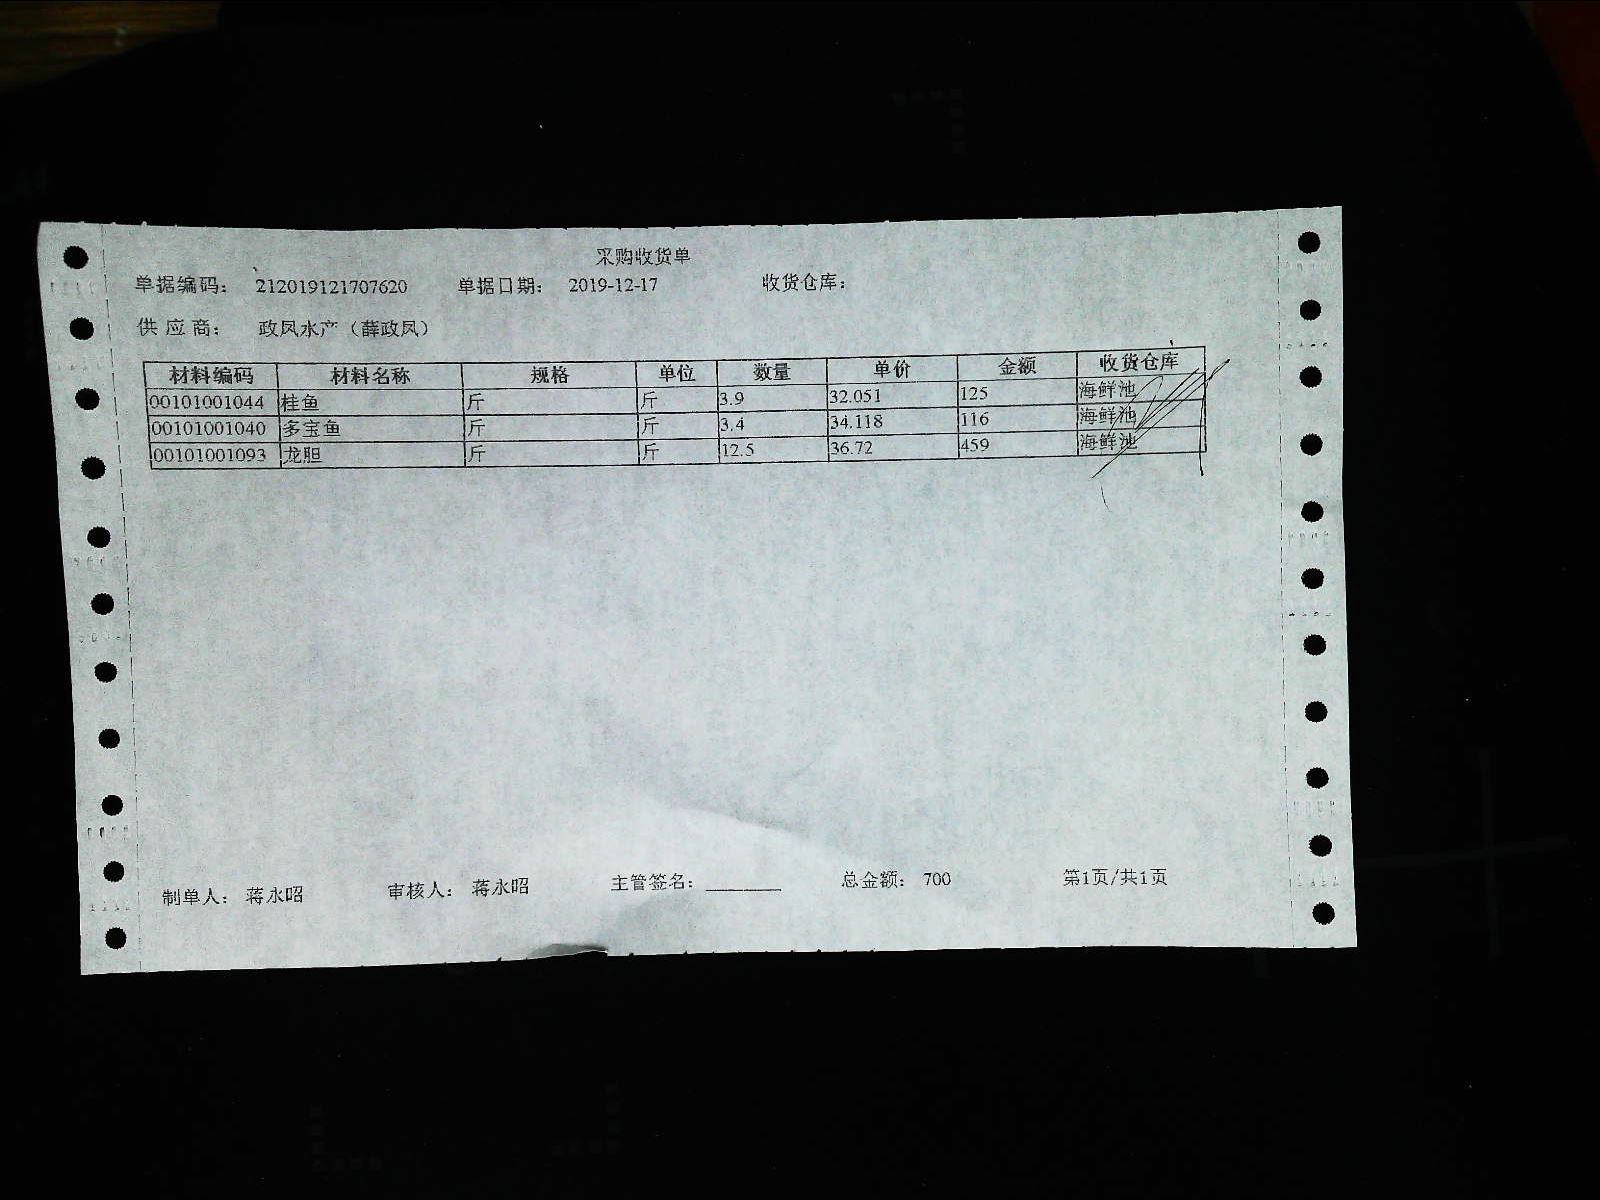 采购收货单
单据编码： 212019121707620 单据日期： 2019-12-17 收货仓库：
供 应 商： 政凤水产（薛政凤）
材料编码 材料名称 规格 单位 数量 单价 金额 收货仓库
00101001044 桂鱼 斤 斤 3.9 32.051 125 海鲜池
00101001040 多宝鱼 斤 斤 3.4 34.118 116 海鲜池
00101001093 龙胆 斤 斤 12.5 36.72 459 海鲜池
制单人： 蒋永昭 审核人： 蒋永昭 主管签名： 总金额： 700 第1页/共1页